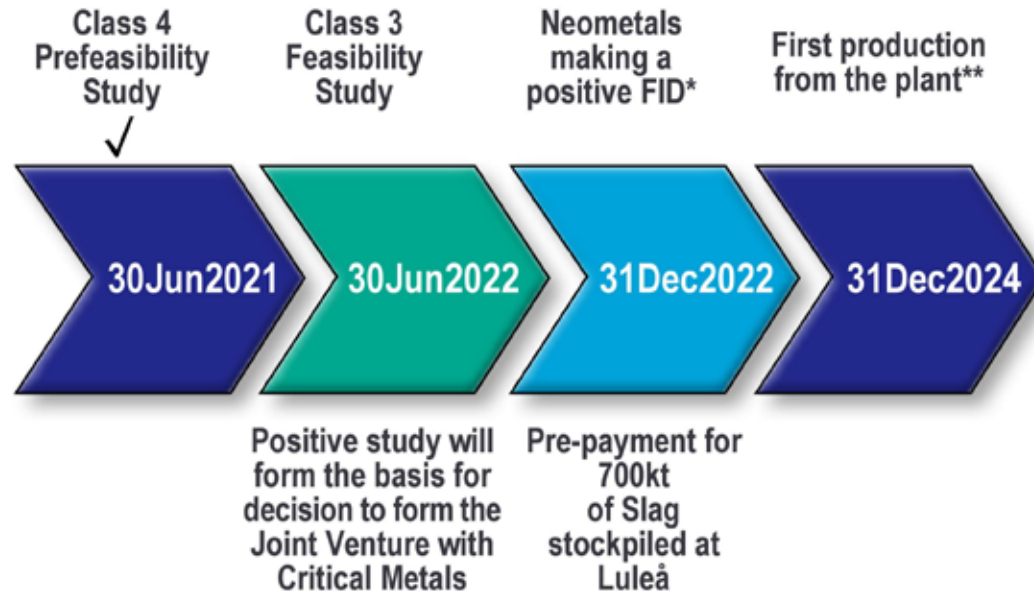 Class 4
Prefeasibility
Study
✓
Class 3
Feasibility
Study
Neometals
making a
positive FID*
First production
from the plant**
30Jun2021
30Jun2022
31Dec2022
31Dec2024
Positive study will
form the basis for
decision to form the
Joint Venture with
Critical Metals
Pre-payment for
700kt
of Slag
stockpiled at
Luleå